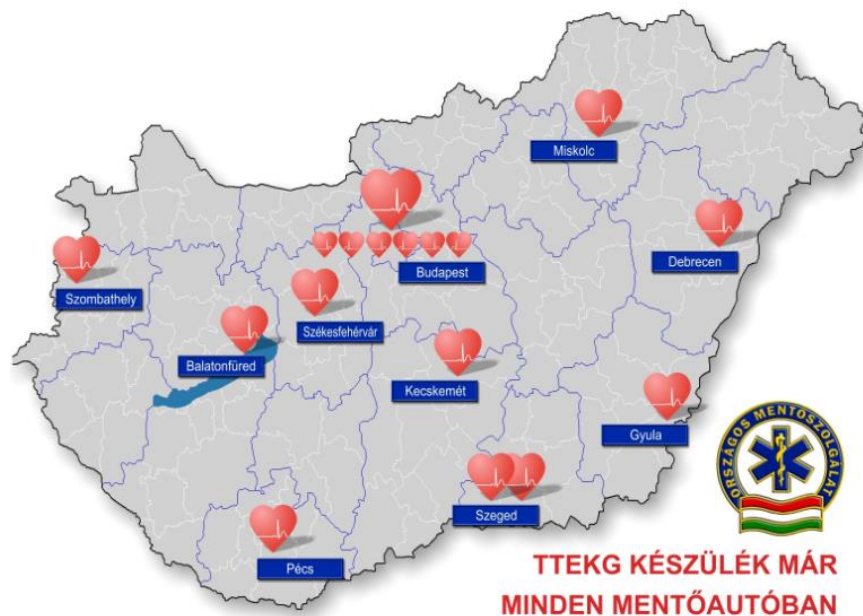 Miskolc
Budapest
Debrecen
Szombathely
Székesfehérvár
Balatonfüred
Kecskemét
Gyula
Szeged
Pécs
ORSZÁGOS MENTŐSZOLGÁLAT
TTEKG KÉSZÜLÉK MÁR
MINDEN MENTŐAUTÓBAN